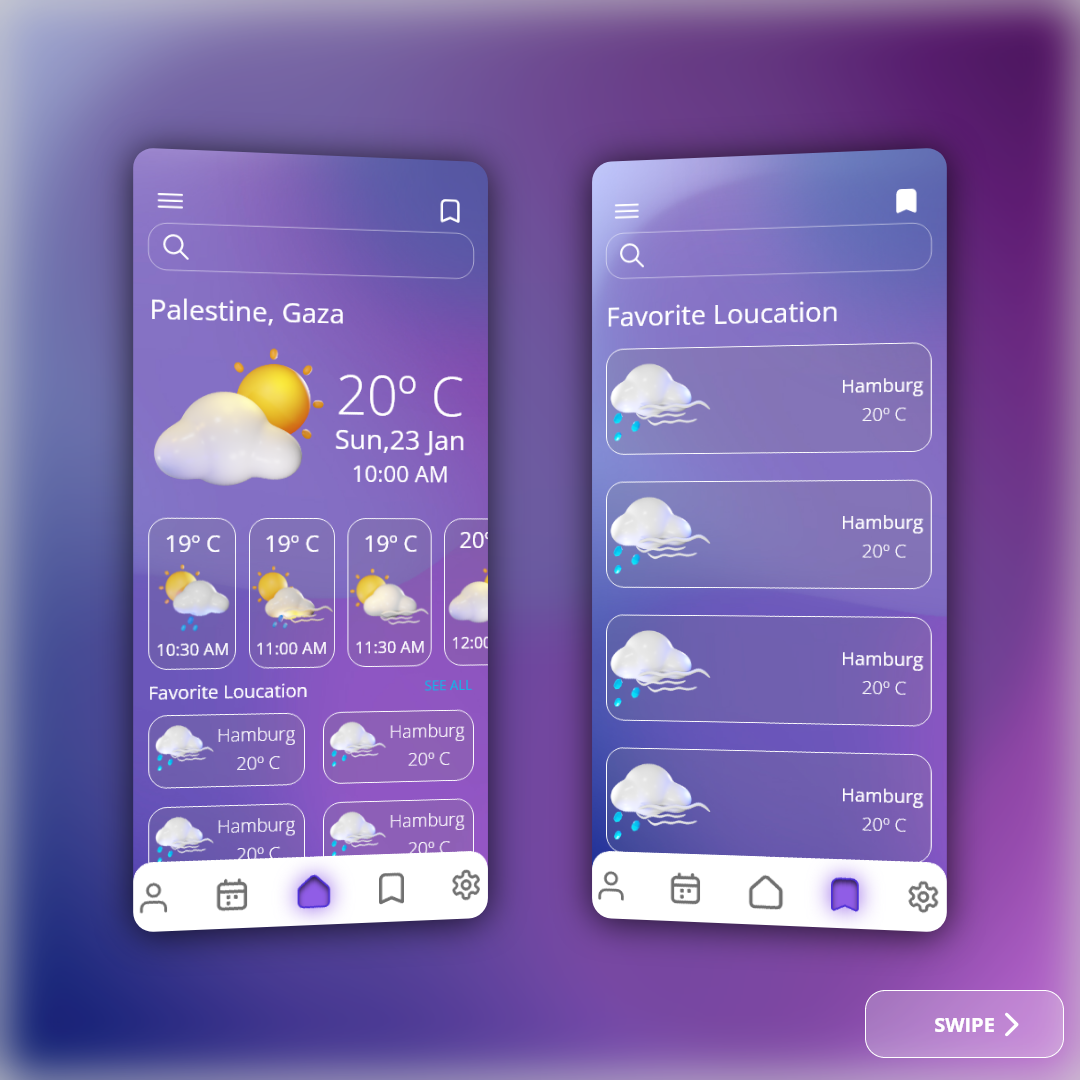 Palestine, Gaza
20º C
Sun,23 Jan
10:00 AM
19º C
19º C
19º C
20º
10:30 AM
11:00 AM
11:30 AM
12:00
Favorite Loucation
SEE ALL
Hamburg
20º C
Hamburg
20º C
Hamburg
20º C
Hamburg
20º C
Favorite Loucation
Hamburg
20º C
Hamburg
20º C
Hamburg
20º C
Hamburg
20º C
SWIPE